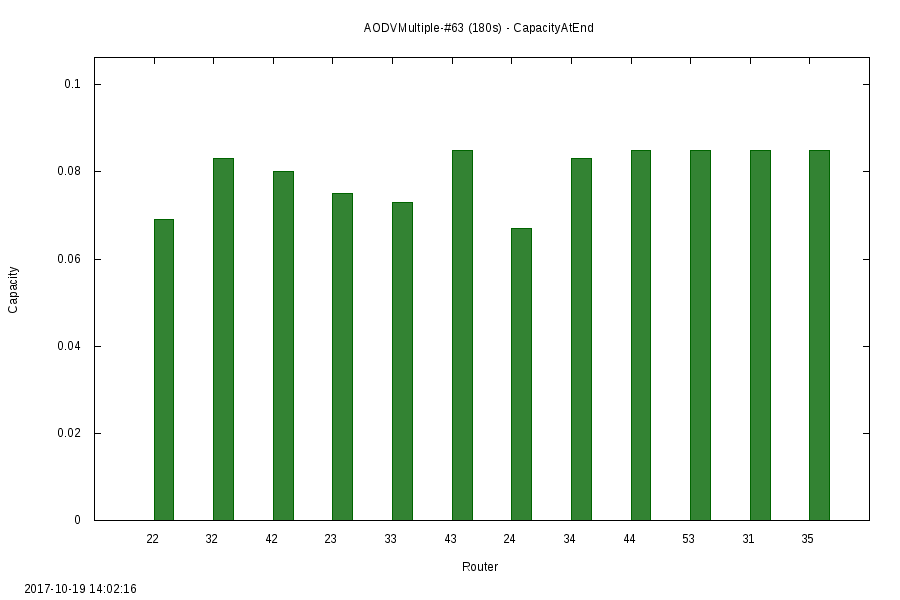 AODVMultiple-#63 (180s) - CapacityAtEnd
0.1
0.08
0.06
0.04
0.02
0
Capacity
22 32 42 23 33 43 24 34 44 53 31 35
Router
2017-10-19 14:02:16